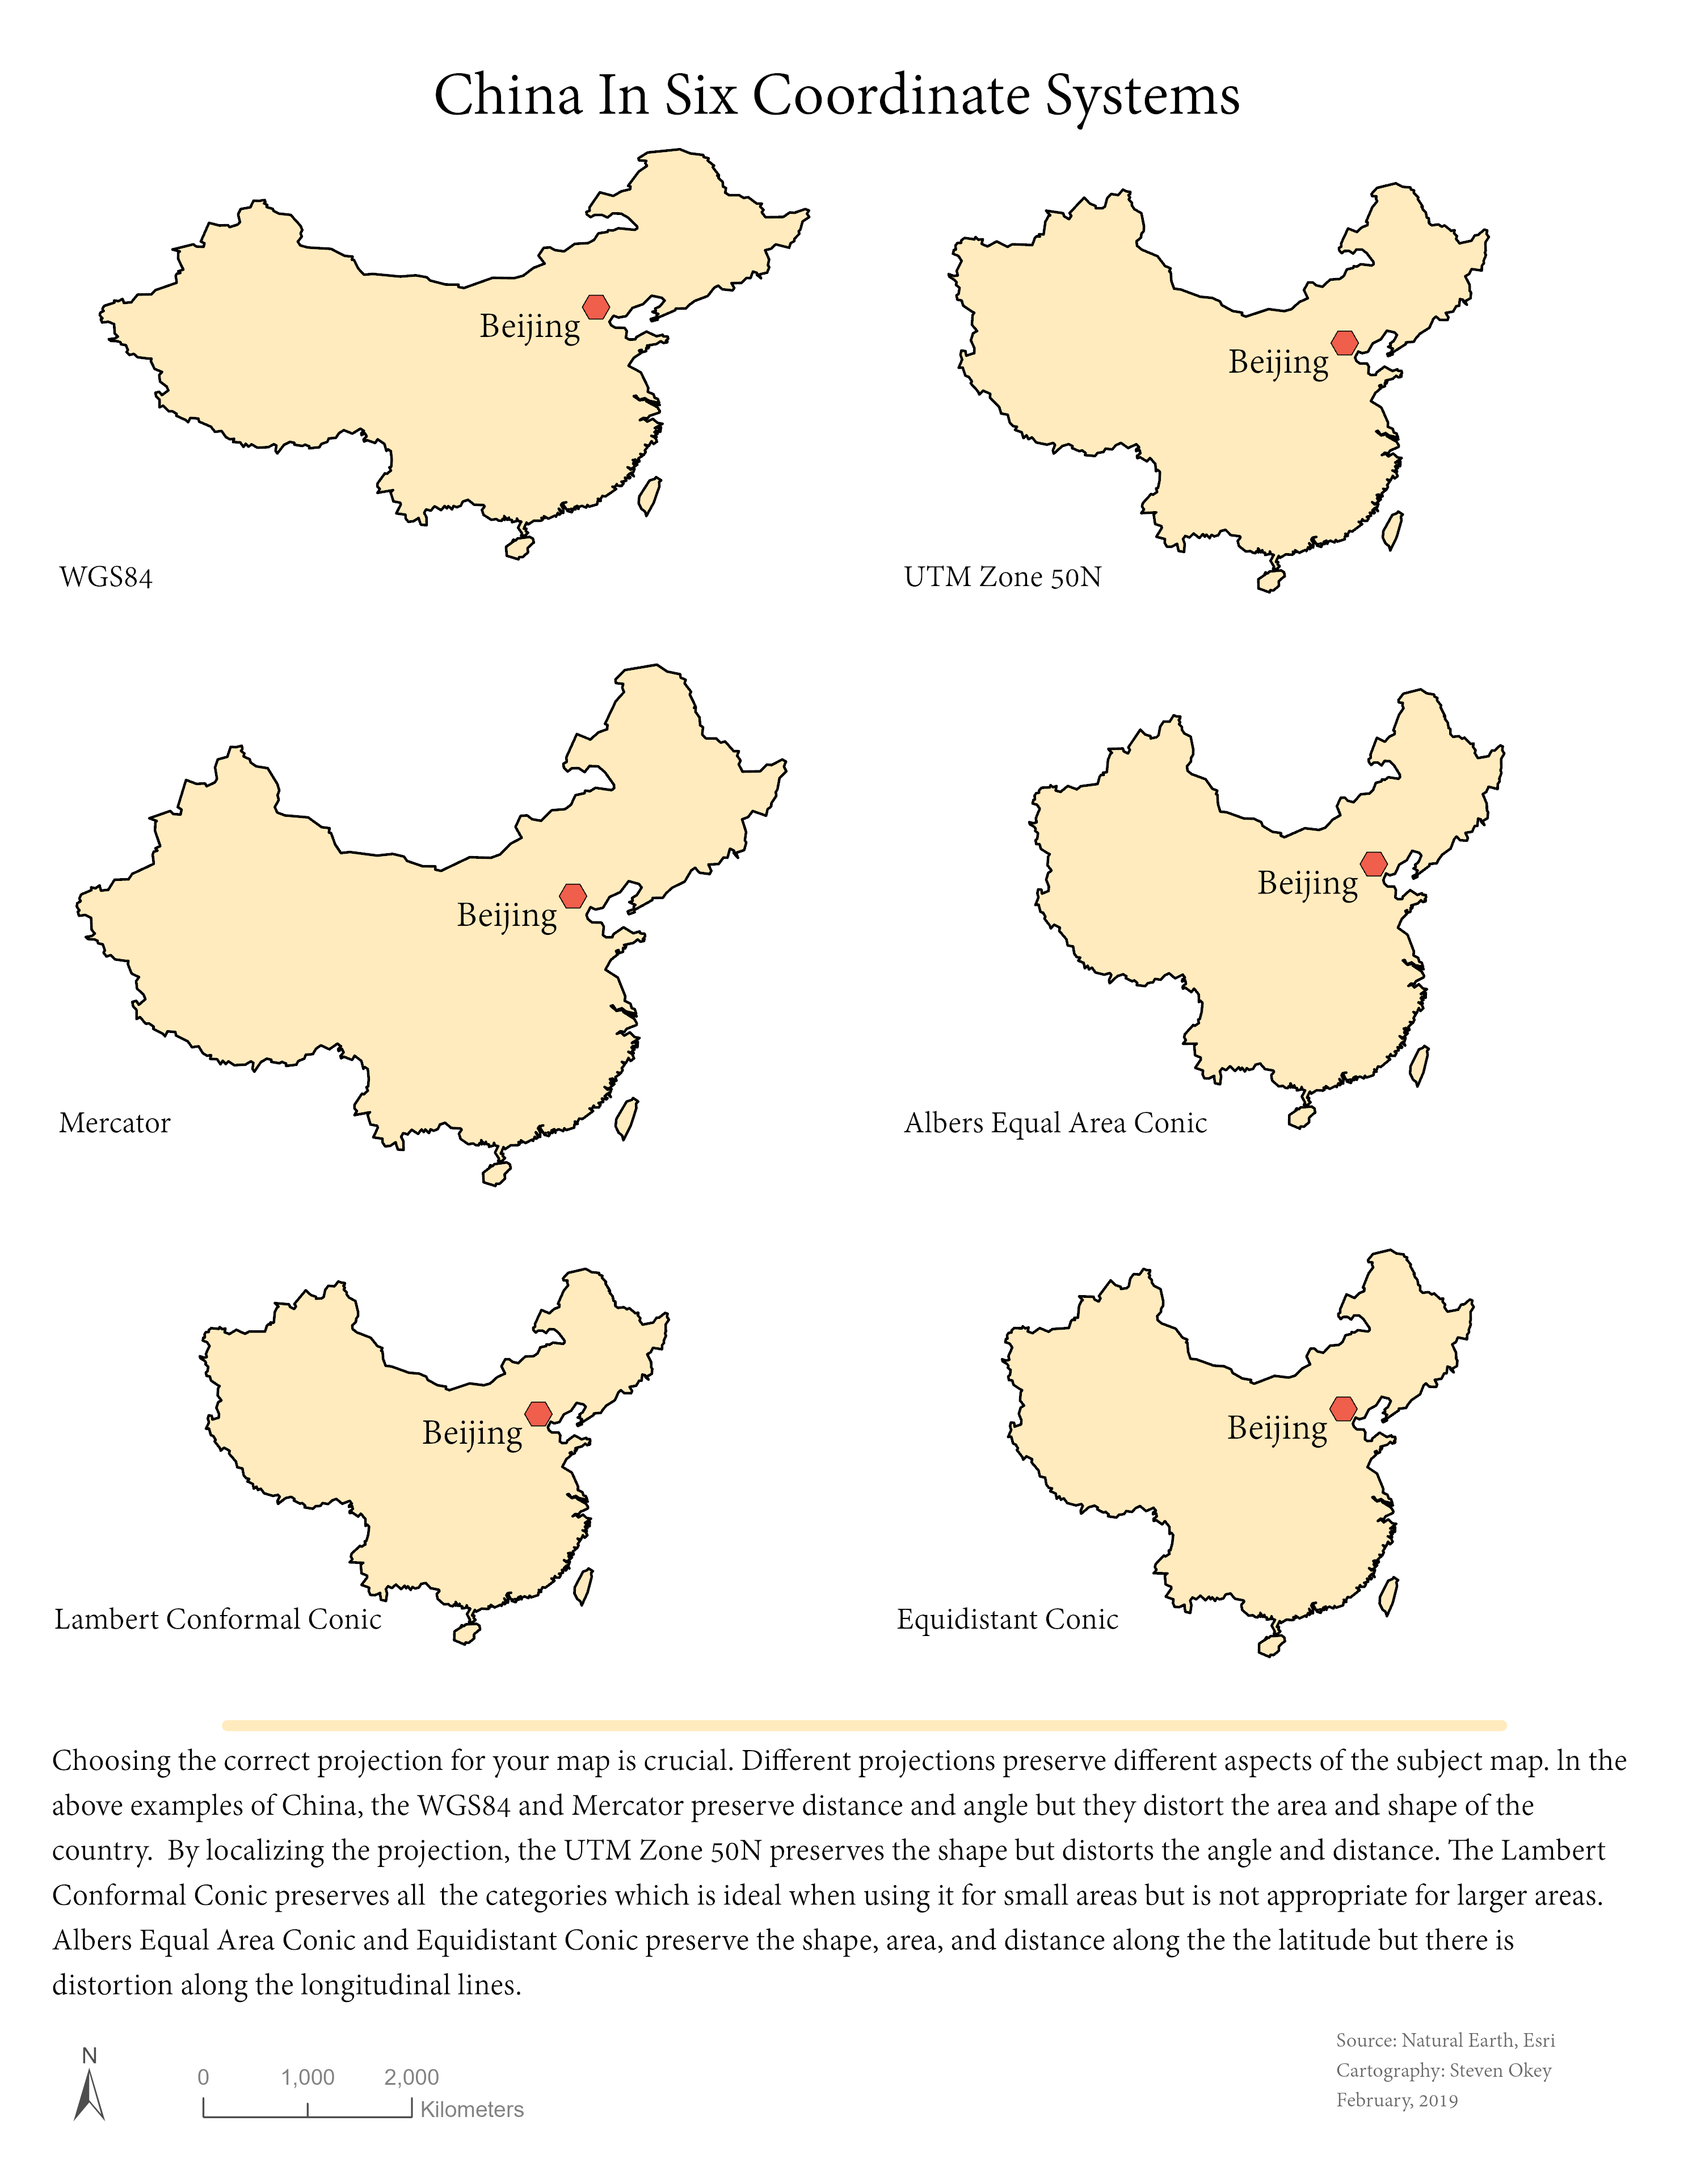 China In Six Coordinate Systems
Beijing
WGS84
Beijing
UTM Zone 50N
Beijing
Mercator
Beijing
Albers Equal Area Conic
Beijing
Lambert Conformal Conic
Beijing
Equidistant Conic
Choosing the correct projection for your map is crucial. Different projections preserve different aspects of the subject map. In the
above examples of China, the WGS84 and Mercator preserve distance and angle but they distort the area and shape of the
country.  By localizing the projection, the UTM Zone 50N preserves the shape but distorts the angle and distance. The Lambert
Conformal Conic preserves all  the categories which is ideal when using it for small areas but is not appropriate for larger areas.
Albers Equal Area Conic and Equidistant Conic preserve the shape, area, and distance along the the latitude but there is
distortion along the longitudinal lines.
N
0 1,000 2,000
Kilometers
Source: Natural Earth, Esri
Cartography: Steven Okey
February, 2019